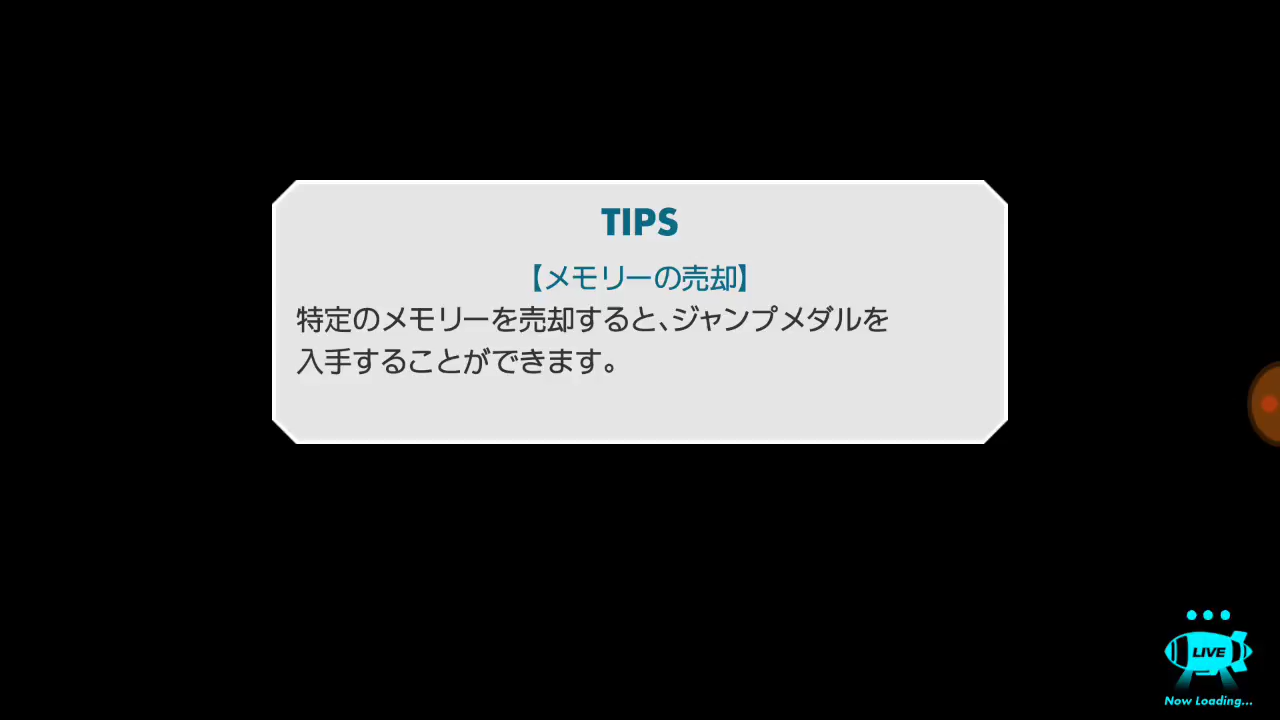 TIPS
【メモリーの売却】
特定のメモリーを売却すると、ジャンプメダルを
入手することができます。
LIVE
Now Loading...